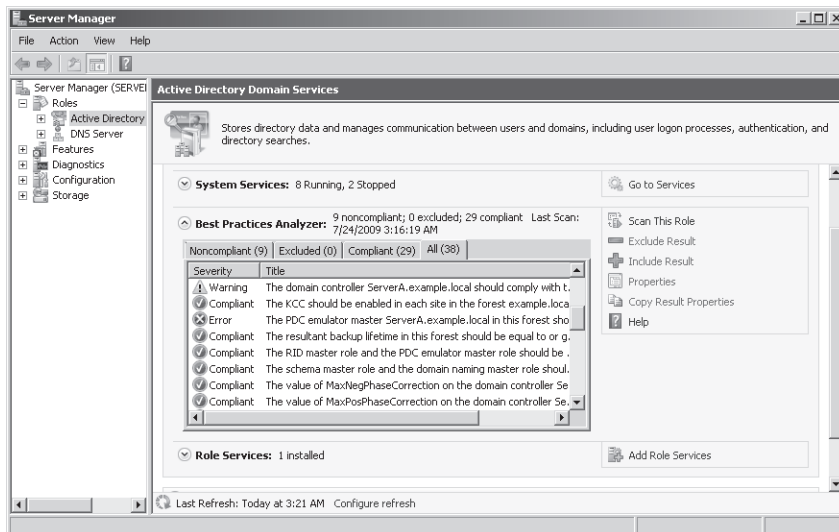 Server Manager
File Action View Help
Server Manager (SERVE
Roles
Active Directory
DNS Server
Features
Diagnostics
Configuration
Storage
Active Directory Domain Services
Stores directory data and manages communication between users and domains, including user logon processes, authentication, and
directory searches.
System Services: 8 Running, 2 Stopped
Go to Services
Best Practices Analyzer: 9 noncompliant; 0 excluded; 29 compliant Last Scan:
7/24/2009 3:16:19 AM
Noncompliant (9) Excluded (0) Compliant (29) All (38)
Severity Title
Warning The domain controller ServerA.example.local should comply with t.
Compliant The KCC should be enabled in each site in the forest example.loca
Error The PDC emulator master ServerA.example.local in this forest sho
Compliant The resultant backup lifetime in this forest should be equal to or g.
Compliant The RID master role and the PDC emulator master role should be .
Compliant The schema master role and the domain naming master role shoul.
Compliant The value of MaxNegPhaseCorrection on the domain controller Se
Compliant The value of MaxPosPhaseCorrection on the domain controller Se.
Scan This Role
Exclude Result
Include Result
Properties
Copy Result Properties
Help
Role Services: 1 installed
Add Role Services
Last Refresh: Today at 3:21 AM Configure refresh